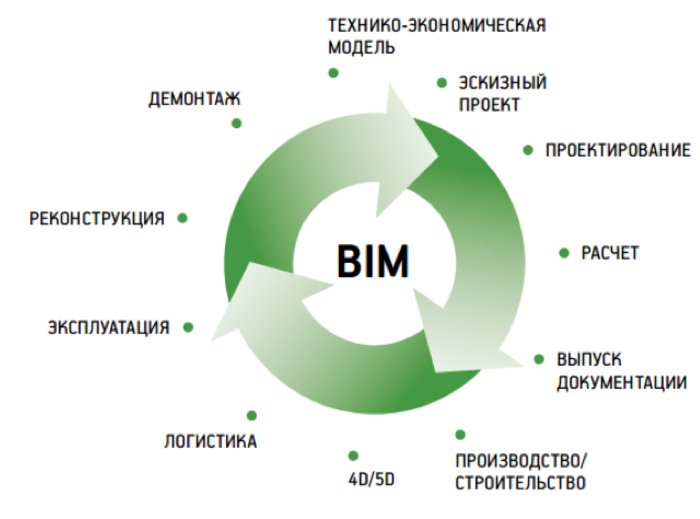 ТЕХНИКО-ЭКОНОМИЧЕСКАЯ
МОДЕЛЬ
ЭСКИЗНЫЙ
ПРОЕКТ
ДЕМОНТАЖ
ПРОЕКТИРОВАНИЕ
РЕКОНСТРУКЦИЯ
BIM
РАСЧЕТ
ЭКСПЛУАТАЦИЯ
ВЫПУСК
ДОКУМЕНТАЦИИ
ЛОГИСТИКА
4D/5D
ПРОИЗВОДСТВО/
СТРОИТЕЛЬСТВО